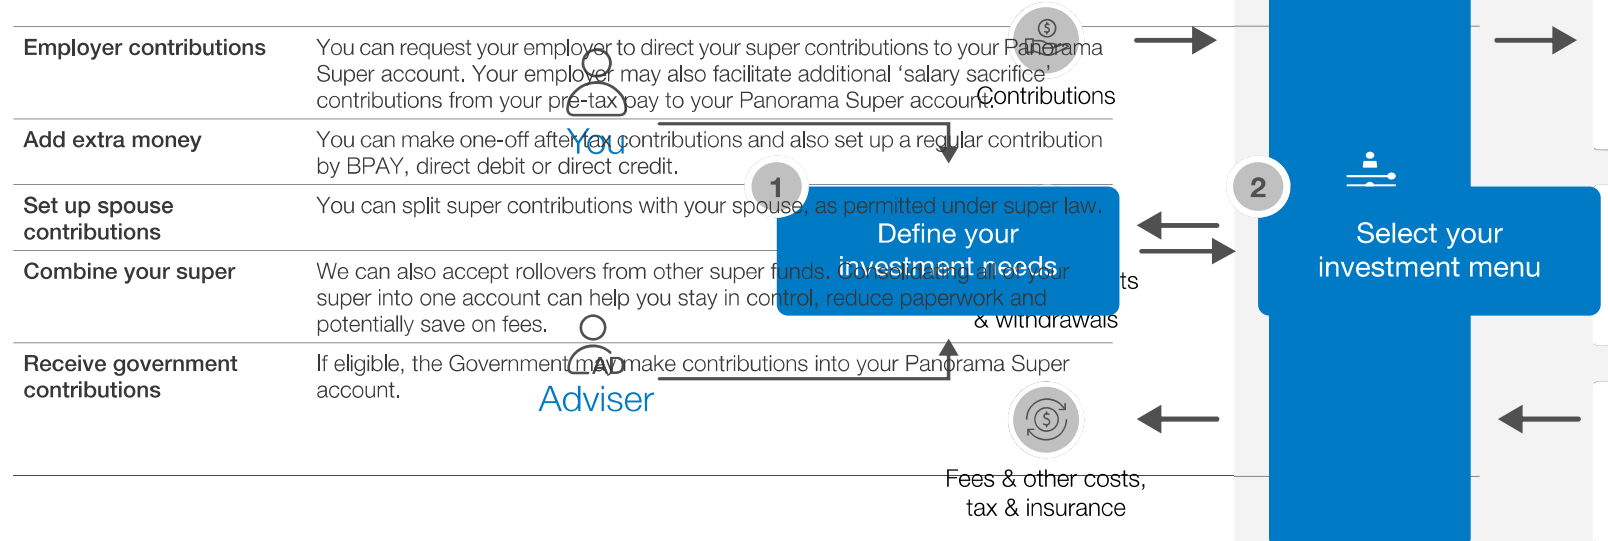 Employer contributions
You can request your employer to direct your super contributions to your Panorama
Super account. Your employer may also facilitate additional ‘salary sacrifice’
contributions from your pre-tax pay to your Panorama Super account.
Add extra money
You can make one-off after-tax contributions and also set up a regular contribution
by BPAY, direct debit or direct credit.
Set up spouse
contributions
You can split super contributions with your spouse, as permitted under super law.
Combine your super
We can also accept rollovers from other super funds. Consolidating all of your
super into one account can help you stay in control, reduce paperwork and
potentially save on fees.
Receive government
contributions
If eligible, the Government may make contributions into your Panorama Super
account.
You
AD
Adviser
$
Contributions
1
Define your
investment needs
ts
& withdrawals
$
Fees & other costs,
tax & insurance
2
Select your
investment menu